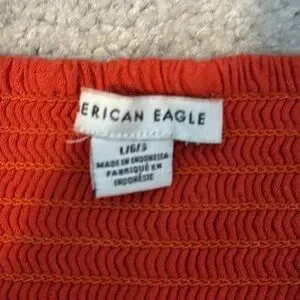 ERICAN EAGLE
L/G/G
MADE IN INDONESIA
FABRIQUÉ EN
INDONÉSIE